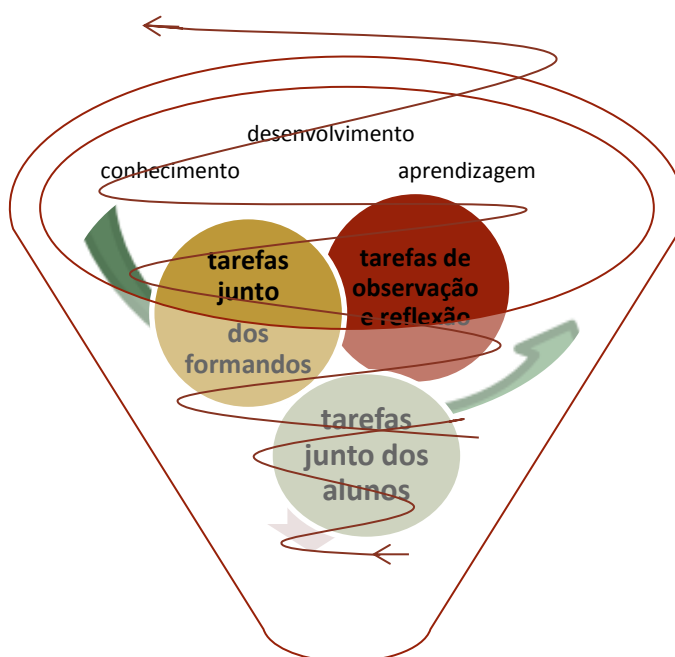 desenvolvimento
conhecimento
aprendizagem
tarefas
junto
dos
formandos
tarefas de
observação
e reflexão
tarefas
junto dos
alunos